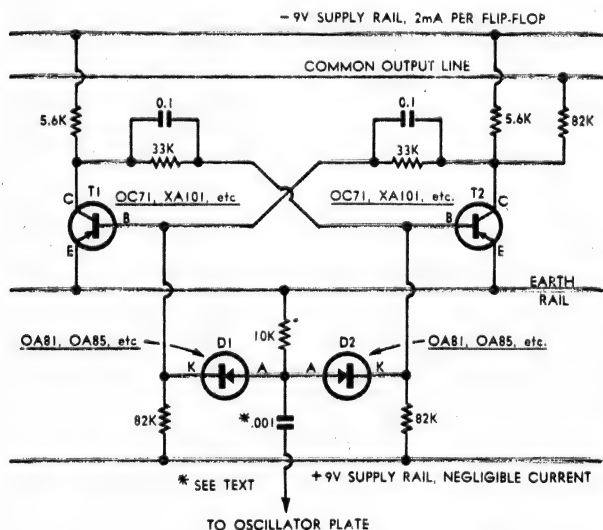 –9V SUPPLY RAIL, 2mA PER FLIP-FLOP
COMMON OUTPUT LINE
5.6K
0.1
33K
0.1
33K
5.6K
82K
C
T1
OC71, XA101, etc
B
E
OC71, XA101, etc.
T2
C
B
E
EARTH
RAIL
OA81, OA85, etc
D1
K
A
10K
D2
A
K
OA81, OA85, etc.
82K
* .001
82K
* SEE TEXT
+9V SUPPLY RAIL, NEGLIGIBLE CURRENT
TO OSCILLATOR PLATE